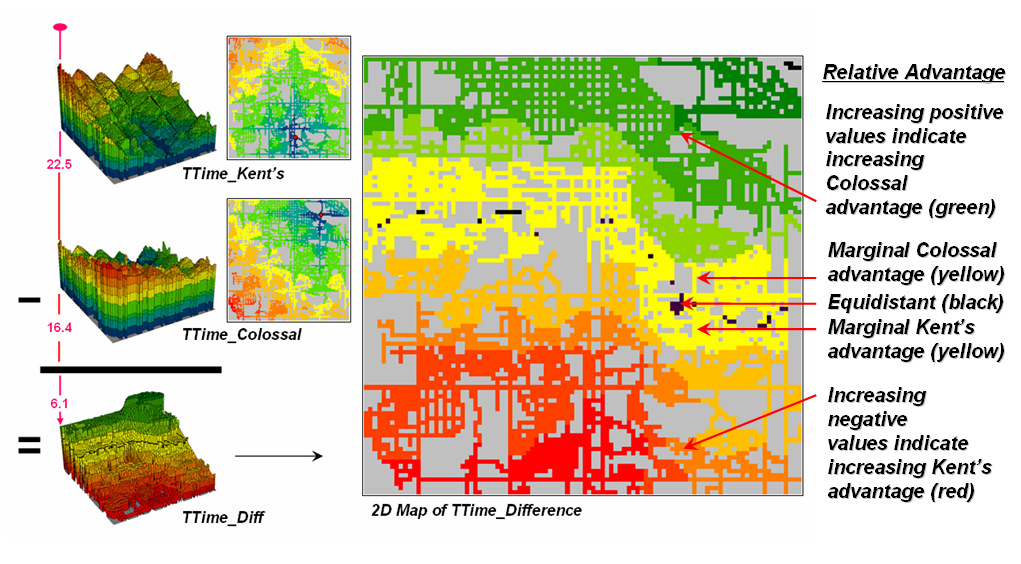 22.5
TTime_Kent's
16.4
TTime_Colossal
6.1
TTime_Diff
2D Map of TTime_Difference
Relative Advantage
Increasing positive
values indicate
increasing
Colossal
advantage (green)
Marginal Colossal
advantage (yellow)
Equidistant (black)
Marginal Kent's
advantage (yellow)
Increasing
negative
values indicate
increasing Kent's
advantage (red)